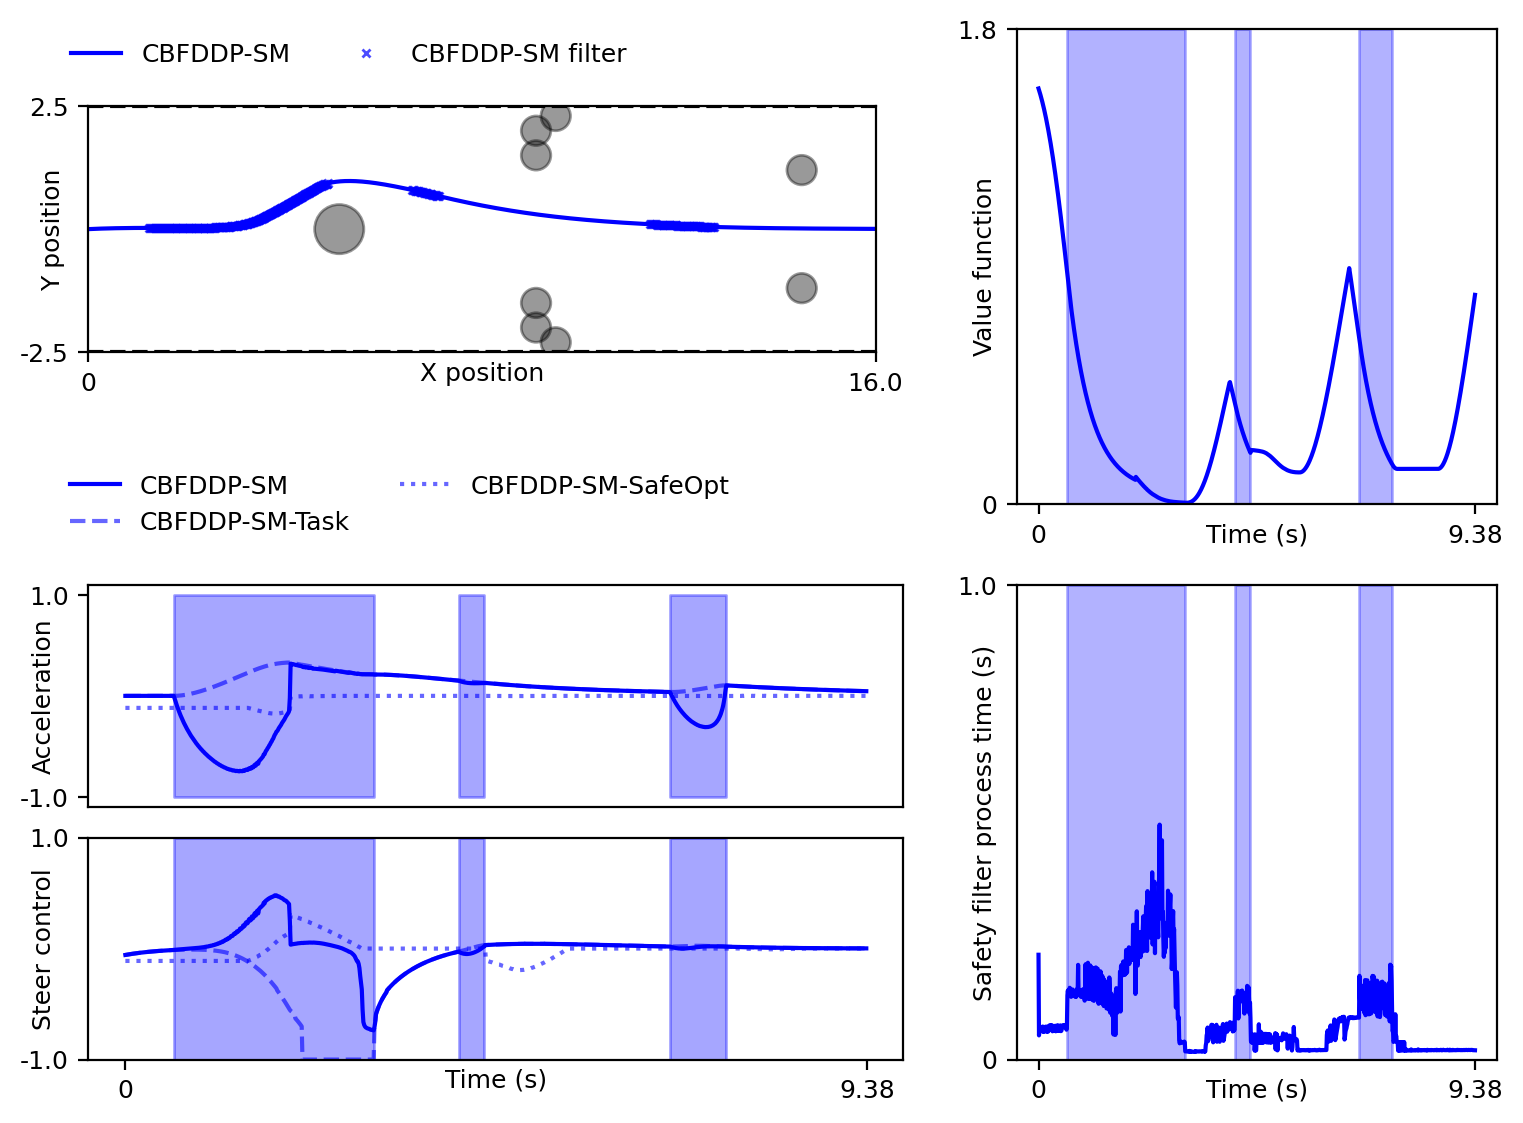 CBFDDP-SM
CBFDDP-SM filter
2.5
Y position
-2.5
0
X position
16.0
1.8
Value function
0
0
Time (s)
9.38
CBFDDP-SM
CBFDDP-SM-SafeOpt
CBFDDP-SM-Task
1.0
Acceleration
-1.0
1.0
Steer control
-1.0
0
Time (s)
9.38
1.0
Safety filter process time (s)
0
0
Time (s)
9.38